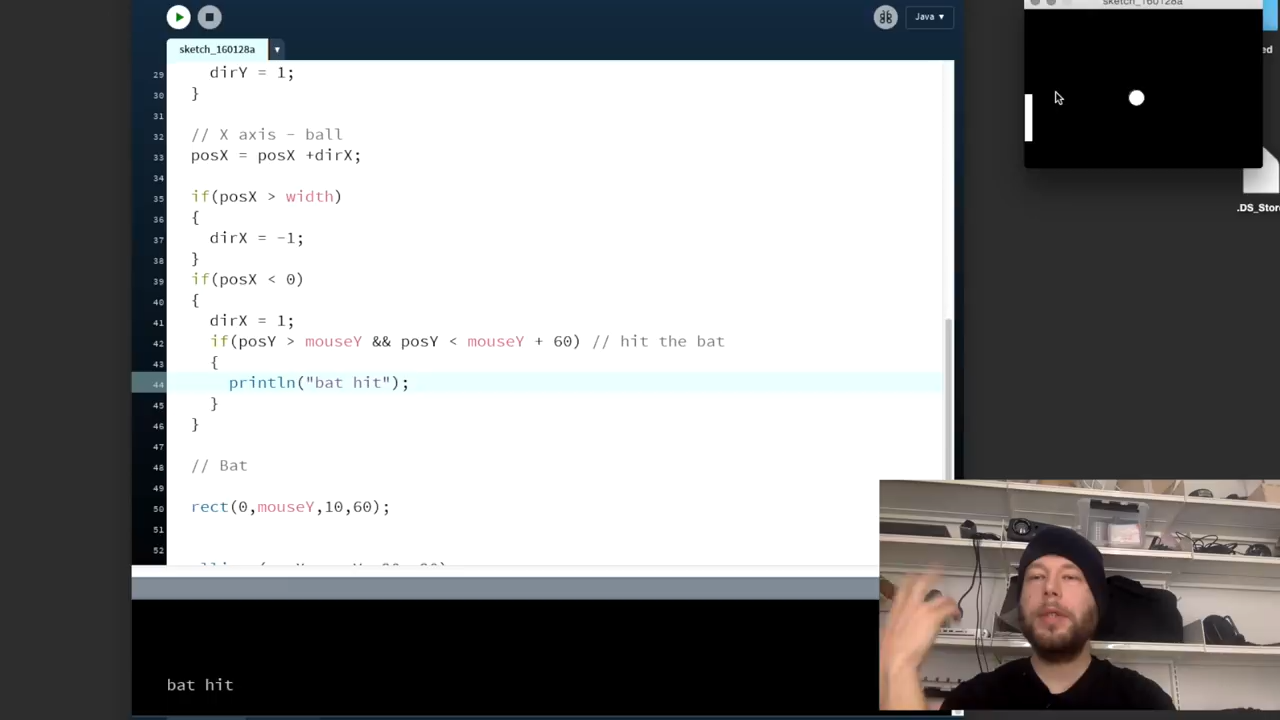 Java
sketch_160128a
sketch_160128a
29 dirY = 1;
30 }
31
32 // X axis - ball
33 posX = posX +dirX;
34
35 if(posX > width)
36 {
37 dirX = -1;
38 }
39 if(posX < 0)
40 {
41 dirX = 1;
42 if(posY > mouseY && posY < mouseY + 60) // hit the bat
43 {
44 println("bat hit");
45 }
46 }
47
48 // Bat
49
50 rect(0,mouseY,10,60);
51
52
bat hit
ed
.DS_Store